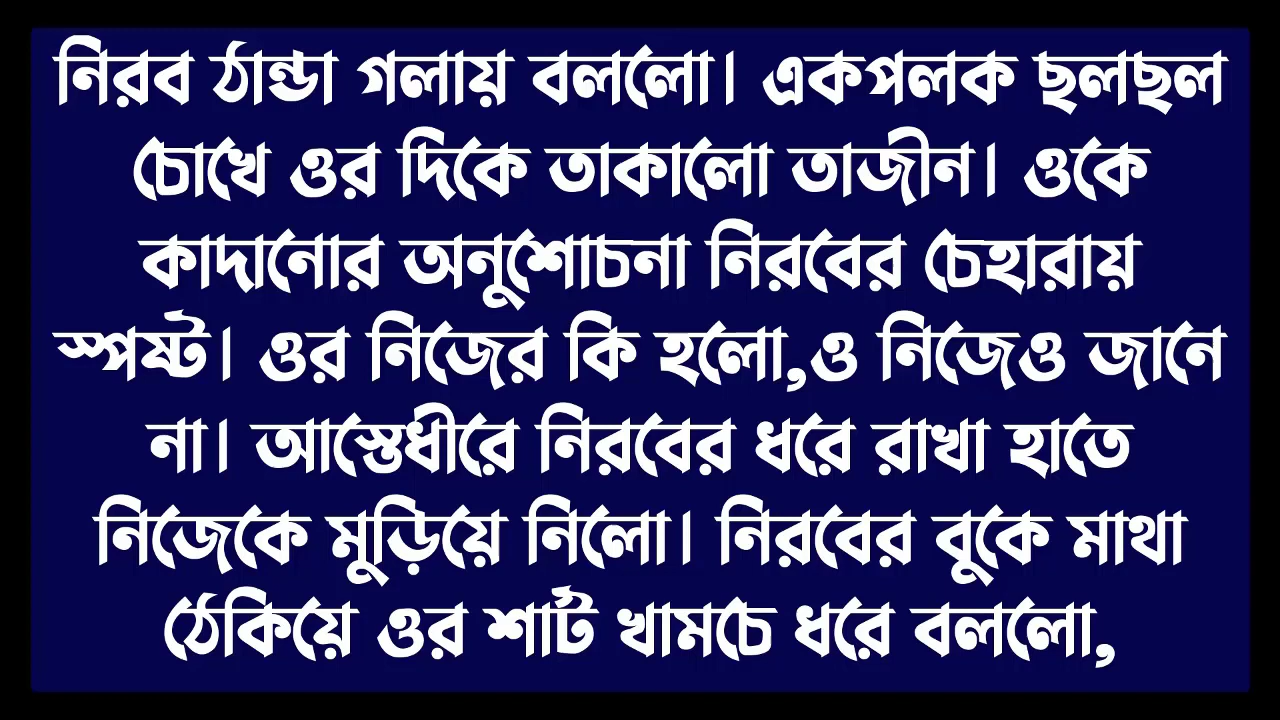 নিরব ঠান্ডা গলায় বললো। একপলক ছলছল
চোখে ওর দিকে তাকালো তাজীন। ওকে
কাদানোর অনুশোচনা নিরবের চেহারায়
স্পষ্ট। ওর নিজের কি হলো,ও নিজেও জানে
না। আস্তেধীরে নিরবের ধরে রাখা হাতে
নিজেকে মুড়িয়ে নিলো। নিরবের বুকে মাথা
ঠেকিয়ে ওর শার্ট খামচে ধরে বললো,